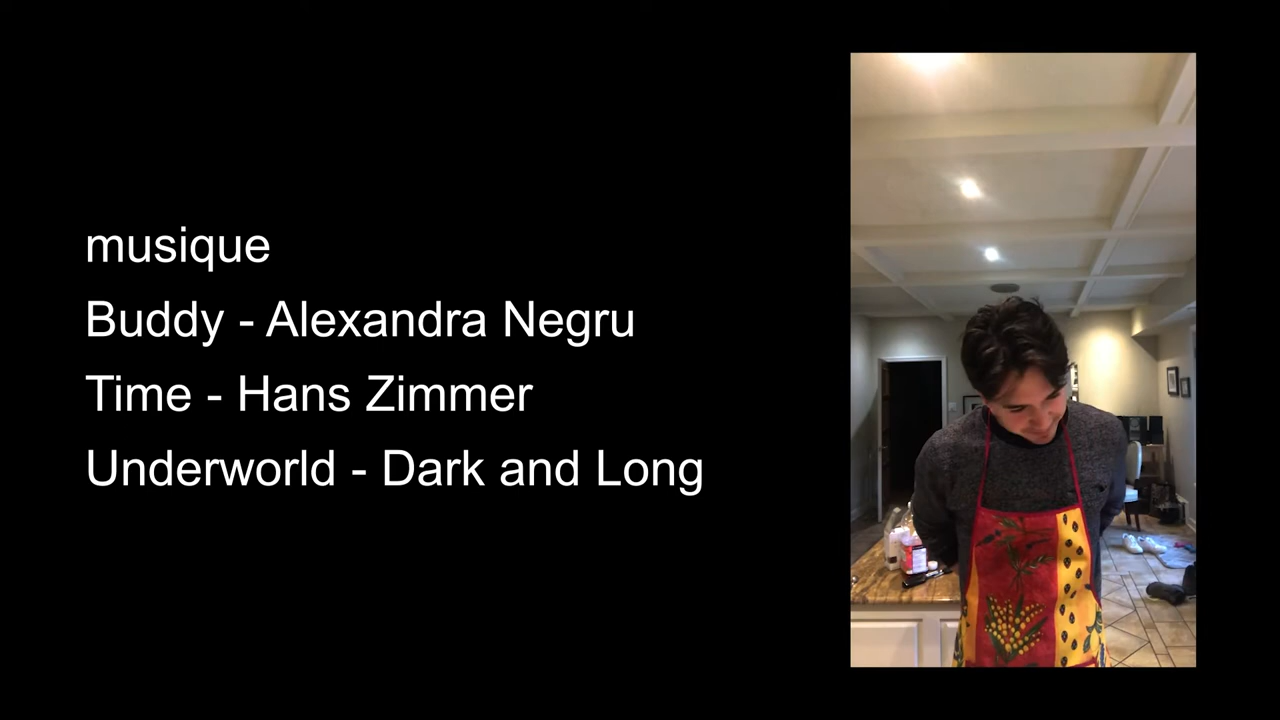 musique
Buddy - Alexandra Negru
Time - Hans Zimmer
Underworld - Dark and Long